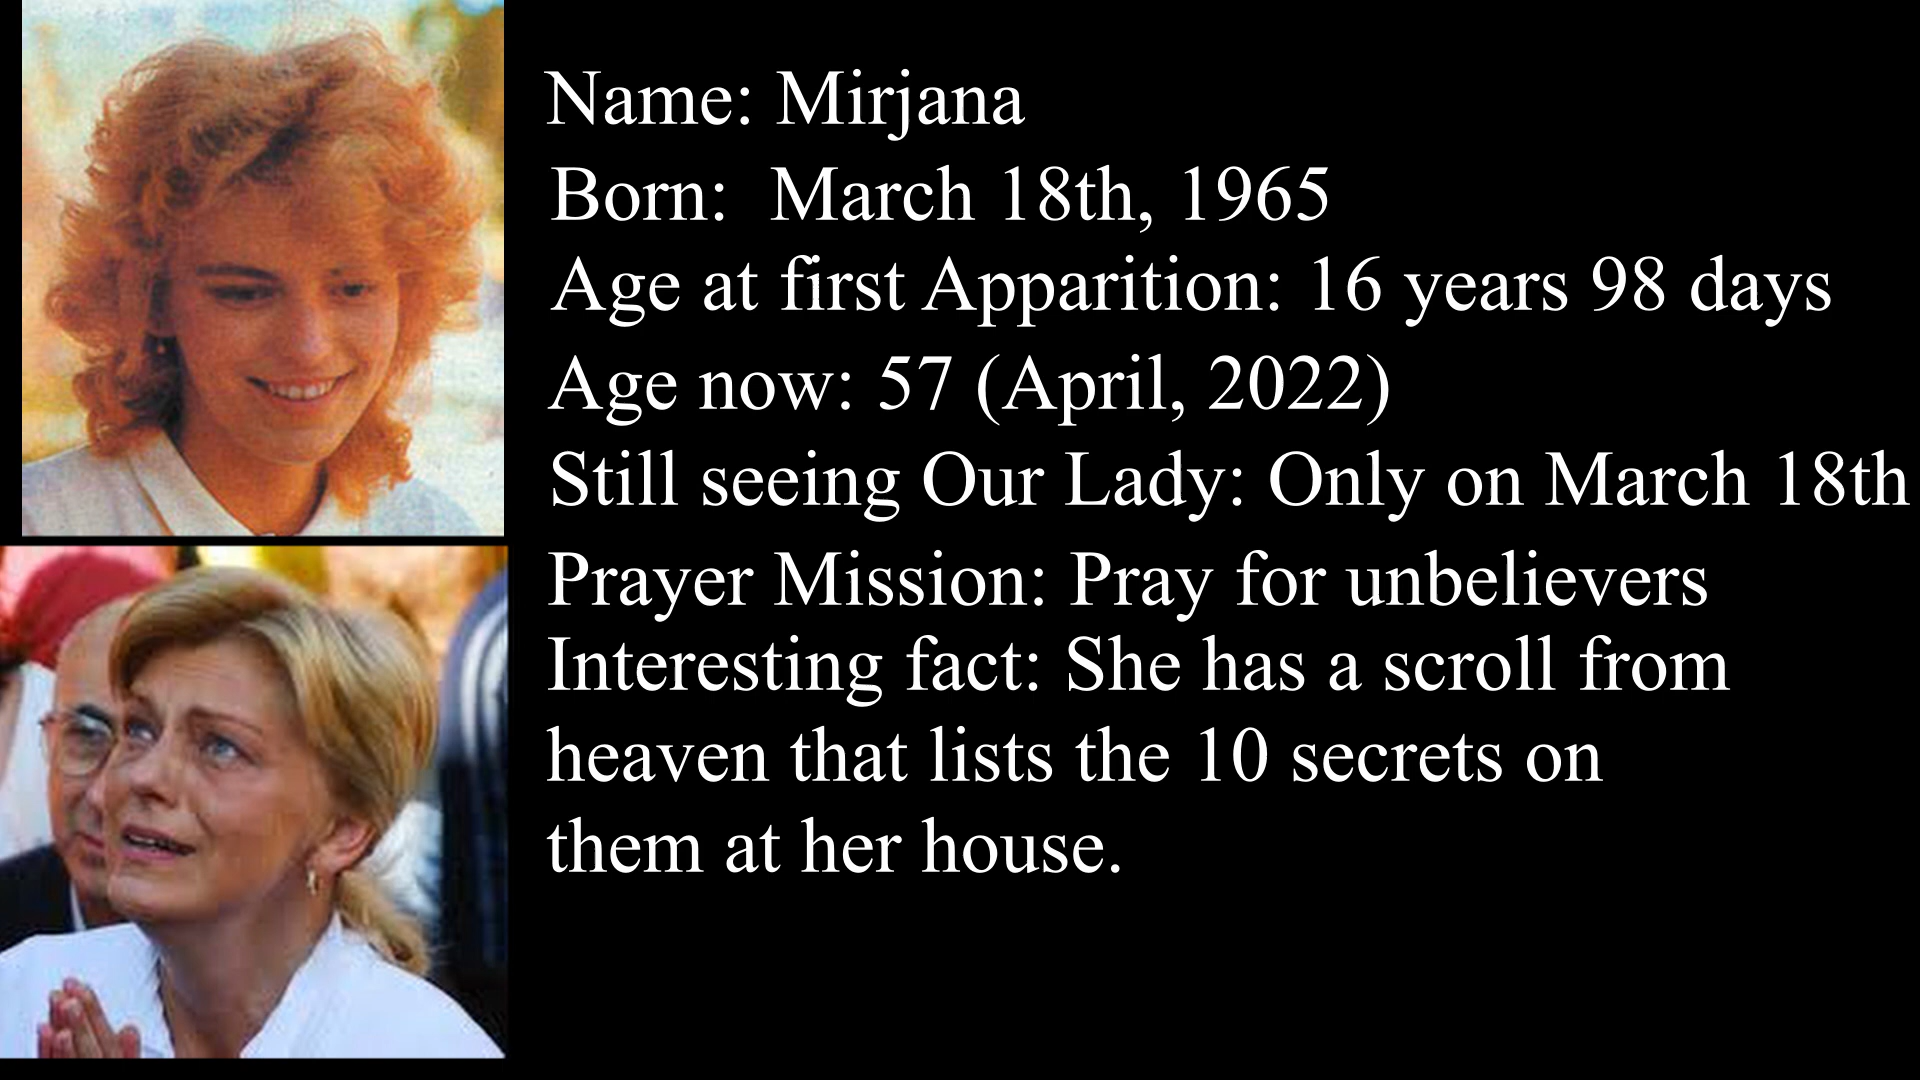 Name: Mirjana
Born:  March 18th, 1965
Age at first Apparition: 16 years 98 days
Age now: 57 (April, 2022)
Still seeing Our Lady: Only on March 18th
Prayer Mission: Pray for unbelievers
Interesting fact: She has a scroll from
heaven that lists the 10 secrets on
them at her house.